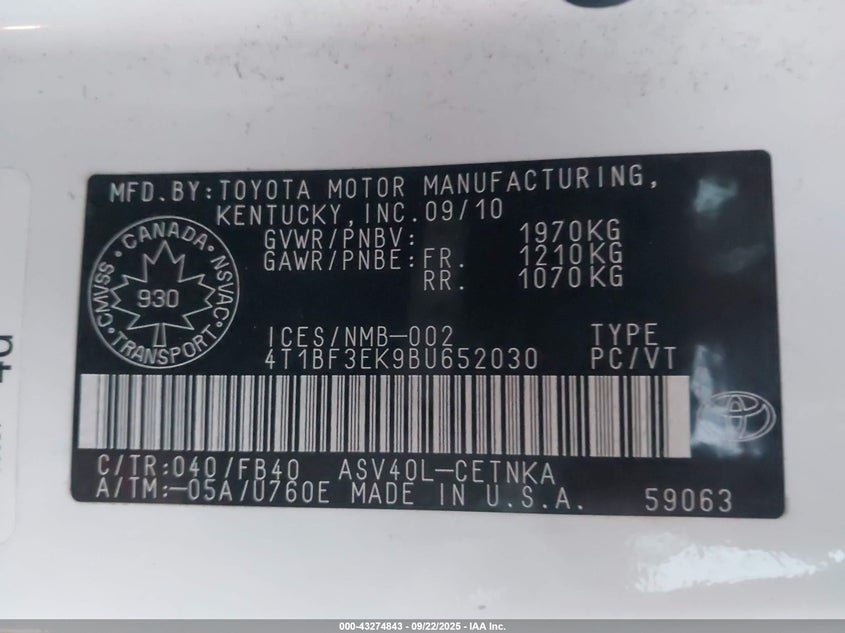 MFD.BY:TOYOTA MOTOR MANUFACTURING,
KENTUCKY,INC.09/10
GVWR/PNBV: 1970KG
GAWR/PNBE:FR. 1210KG
RR. 1070KG
CANADA
CMVSS NSVAC
930
TRANSPORT
ICES/NMB-002 TYPE
4T1BF3EK9BU652030 PC/VT
C/TR:040/FB40 ASV40L-CETNKA
A/TM:-05A/U760E MADE IN U.S.A. 59063
000-43274843 - 09/22/2025 - IAA Inc.